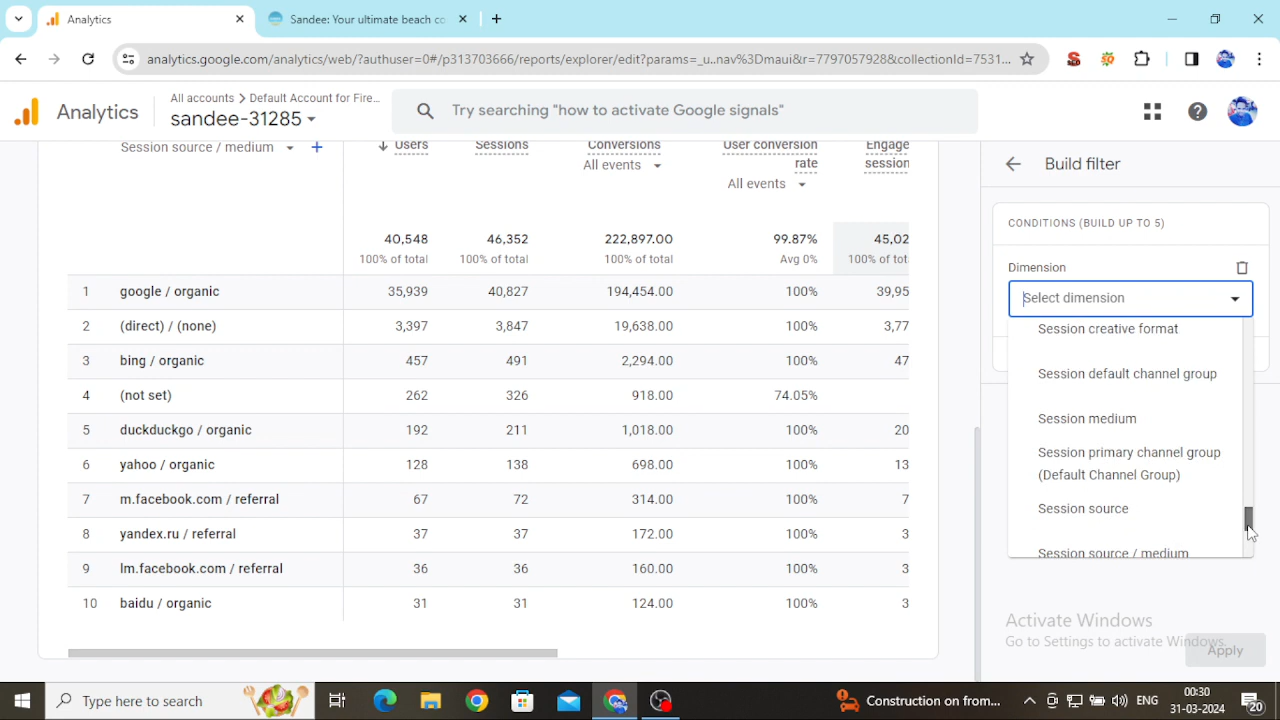 Analytics
Sandee: Your ultimate beach co
analytics.google.com/analytics/web/?authuser=0#/p313703666/reports/explorer/edit?params=_u..nav%3Dmaui&r=7797057928&collectionId=7531...
Analytics
All accounts > Default Account for Fire...
sandee-31285
Try searching "how to activate Google signals"
Session source / medium
Users
Sessions
Conversions
All events
User conversion
rate
All events
Engage
session
40,548 46,352 222,897.00 99.87% 45,02
100% of total 100% of total 100% of total Avg 0% 100% of tot
1 google / organic 35,939 40,827 194,454.00 100% 39,95
2 (direct) / (none) 3,397 3,847 19,638.00 100% 3,77
3 bing / organic 457 491 2,294.00 100% 47
4 (not set) 262 326 918.00 74.05%
5 duckduckgo / organic 192 211 1,018.00 100% 20
6 yahoo / organic 128 138 698.00 100% 13
7 m.facebook.com / referral 67 72 314.00 100% 7
8 yandex.ru / referral 37 37 172.00 100% 3
9 lm.facebook.com / referral 36 36 160.00 100% 3
10 baidu / organic 31 31 124.00 100% 3
Build filter
CONDITIONS (BUILD UP TO 5)
Dimension
Select dimension
Session creative format
Session default channel group
Session medium
Session primary channel group
(Default Channel Group)
Session source
Session source / medium
Activate Windows
Go to Settings to activate Windows.
Apply
Type here to search
Construction on from...
ENG
00:30
31-03-2024
20